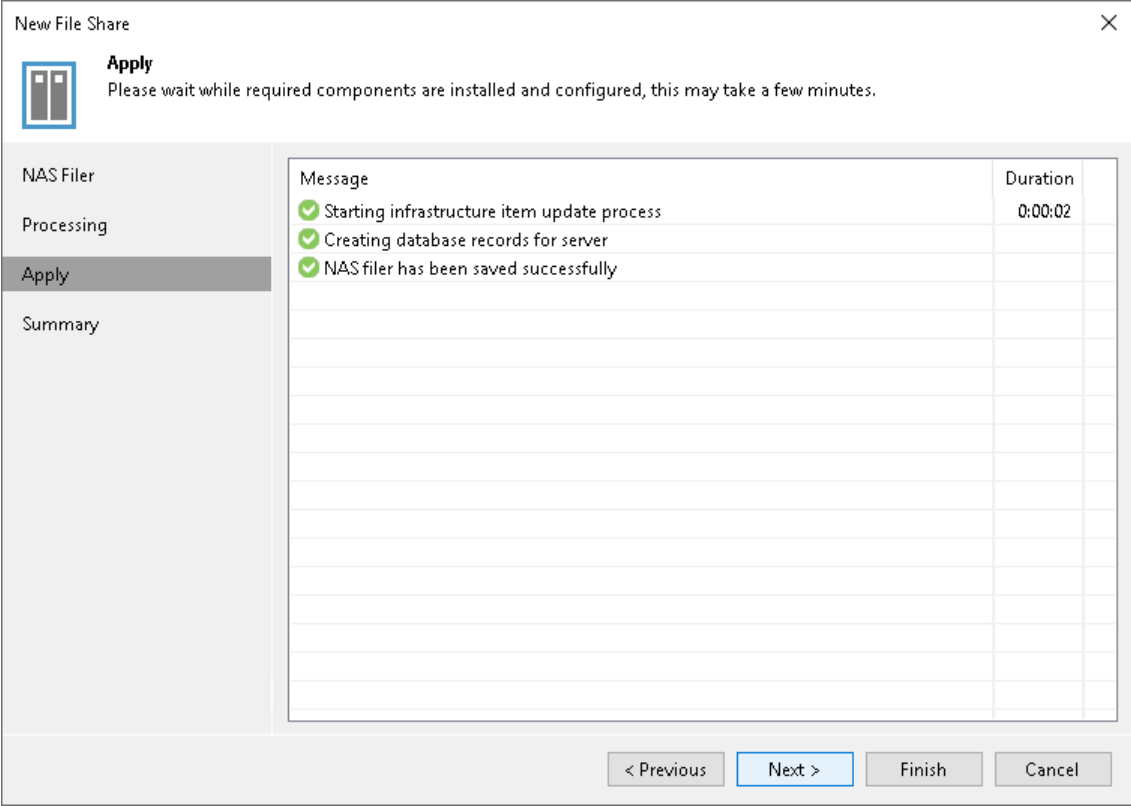 New File Share
Apply
Please wait while required components are installed and configured, this may take a few minutes.
NAS Filer
Processing
Apply
Summary
Message Duration
Starting infrastructure item update process 0:00:02
Creating database records for server
NAS filer has been saved successfully
< Previous Next > Finish Cancel